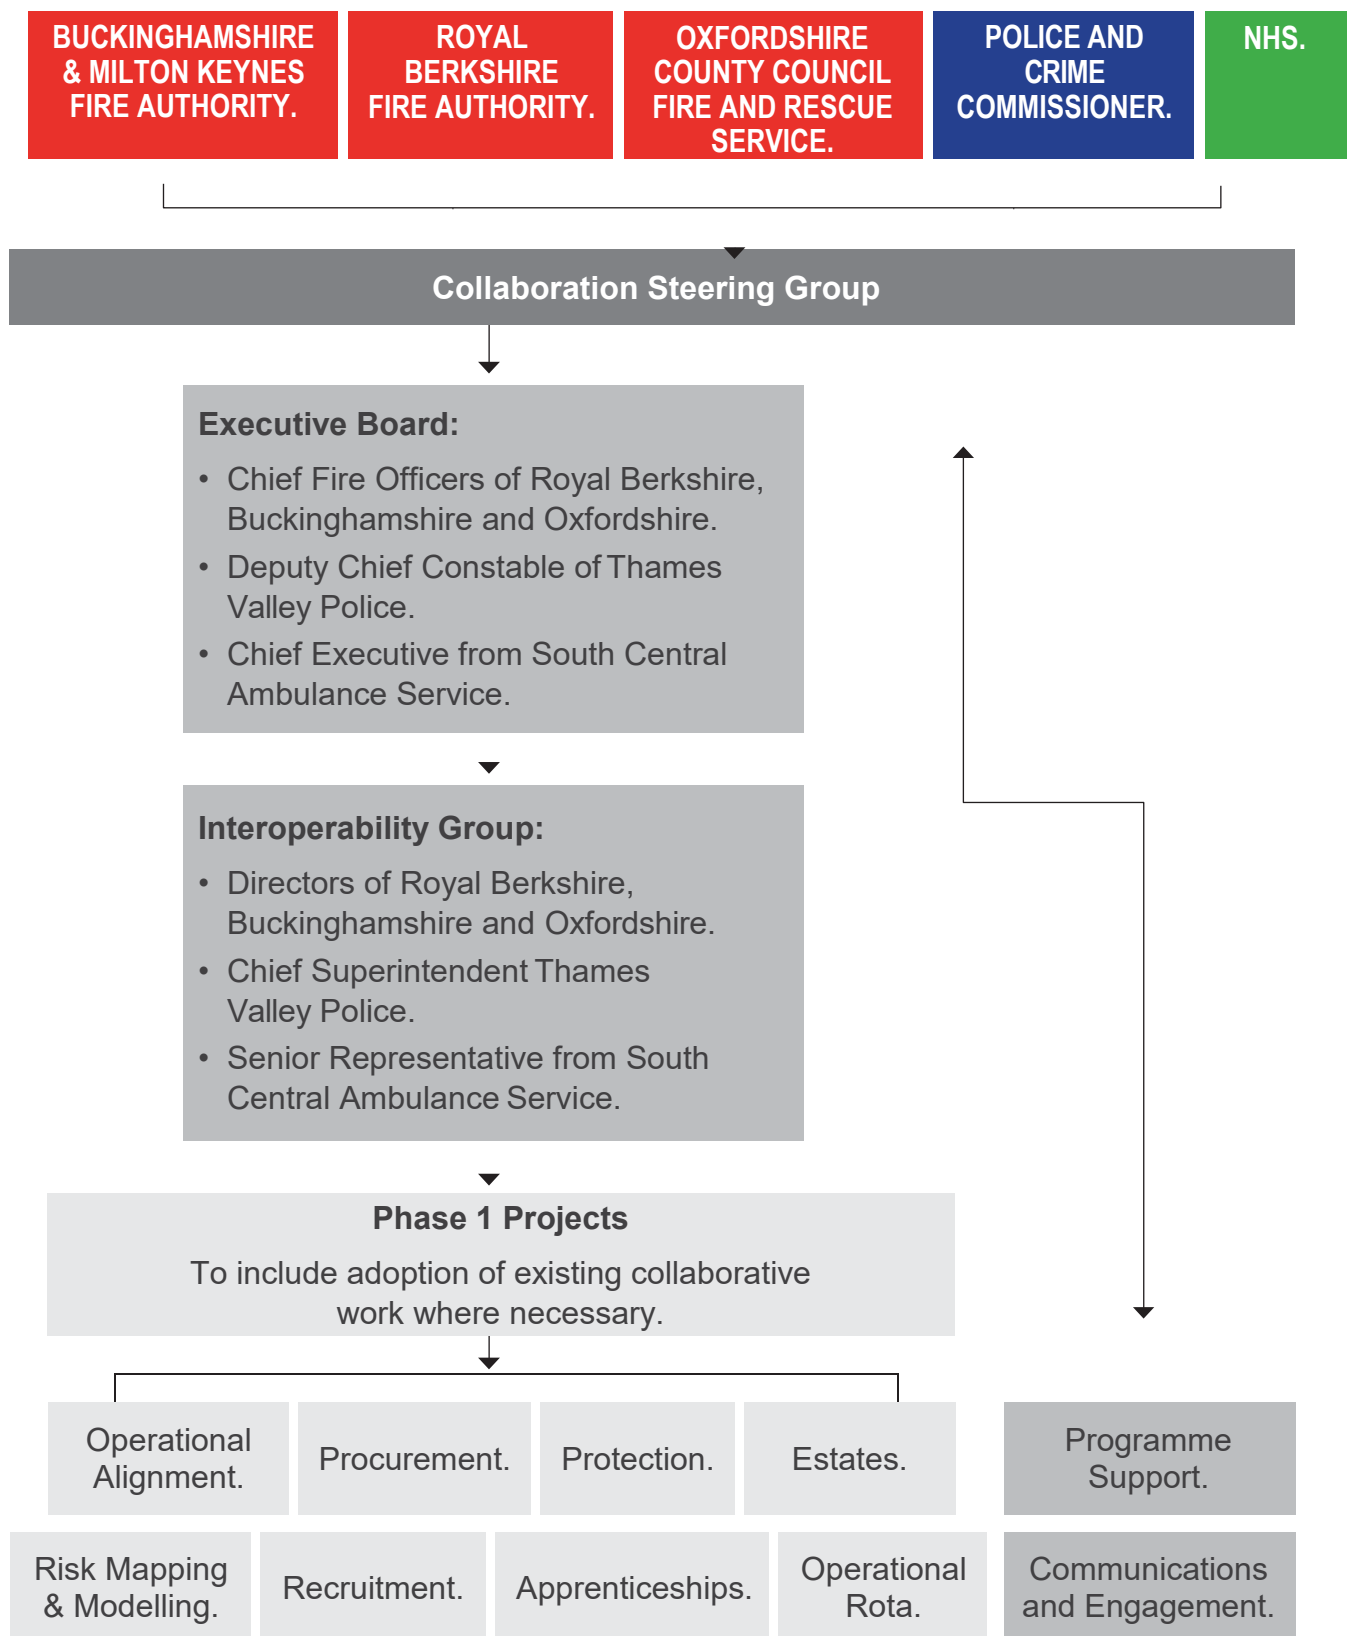 BUCKINGHAMSHIRE
& MILTON KEYNES
FIRE AUTHORITY.
ROYAL
BERKSHIRE
FIRE AUTHORITY.
OXFORDSHIRE
COUNTY COUNCIL
FIRE AND RESCUE
SERVICE.
POLICE AND
CRIME
COMMISSIONER.
NHS.
Collaboration Steering Group
Executive Board:
• Chief Fire Officers of Royal Berkshire,
Buckinghamshire and Oxfordshire.
• Deputy Chief Constable of Thames
Valley Police.
• Chief Executive from South Central
Ambulance Service.
Interoperability Group:
• Directors of Royal Berkshire,
Buckinghamshire and Oxfordshire.
• Chief Superintendent Thames
Valley Police.
• Senior Representative from South
Central Ambulance Service.
Phase 1 Projects
To include adoption of existing collaborative
work where necessary.
Operational
Alignment.
Procurement.
Protection.
Estates.
Programme
Support.
Risk Mapping
& Modelling.
Recruitment.
Apprenticeships.
Operational
Rota.
Communications
and Engagement.